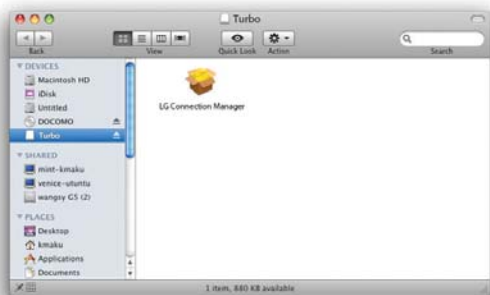 Turbo
Back
View
Quick Look
Action
Search
DEVICES
Macintosh HD
iDisk
Untitled
DOCOMO
Turbo
SHARED
mint-kmaku
venice-utuntu
wangsy G5 (2)
PLACES
Desktop
kmaku
Applications
Documents
LG Connection Manager
1 item, 880 KB available